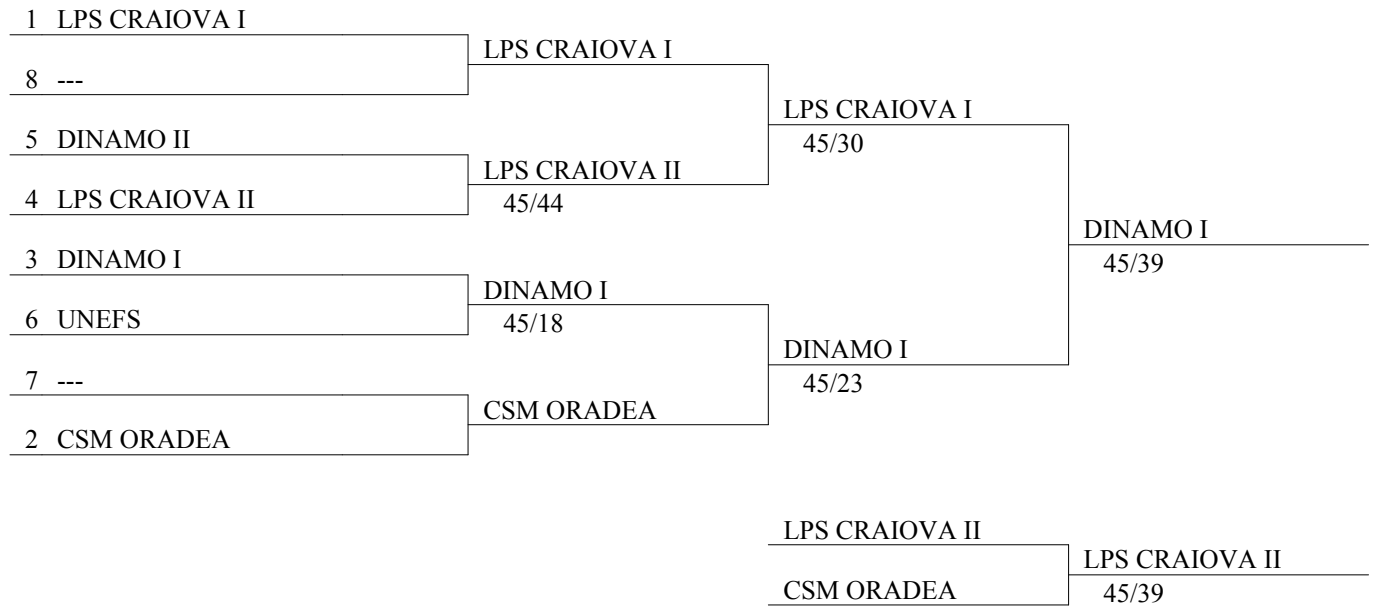 1 LPS CRAIOVA I
LPS CRAIOVA I
8 ---
LPS CRAIOVA I
45/30
5 DINAMO II
LPS CRAIOVA II
45/44
4 LPS CRAIOVA II
DINAMO I
45/39
3 DINAMO I
DINAMO I
45/18
6 UNEFS
DINAMO I
45/23
7 ---
CSM ORADEA
2 CSM ORADEA
LPS CRAIOVA II
LPS CRAIOVA II
45/39
CSM ORADEA